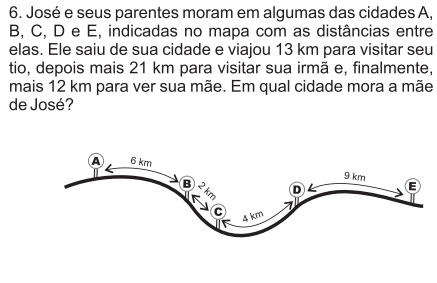 6. José e seus parentes moram em algumas das cidades A,
B, C, D e E, indicadas no mapa com as distâncias entre
elas. Ele saiu de sua cidade e viajou 13 km para visitar seu
tio, depois mais 21 km para visitar sua irmã e, finalmente,
mais 12 km para ver sua mãe. Em qual cidade mora a mãe
de José?
A
6 km
B
2 km
C
4 km
D
9 km
E